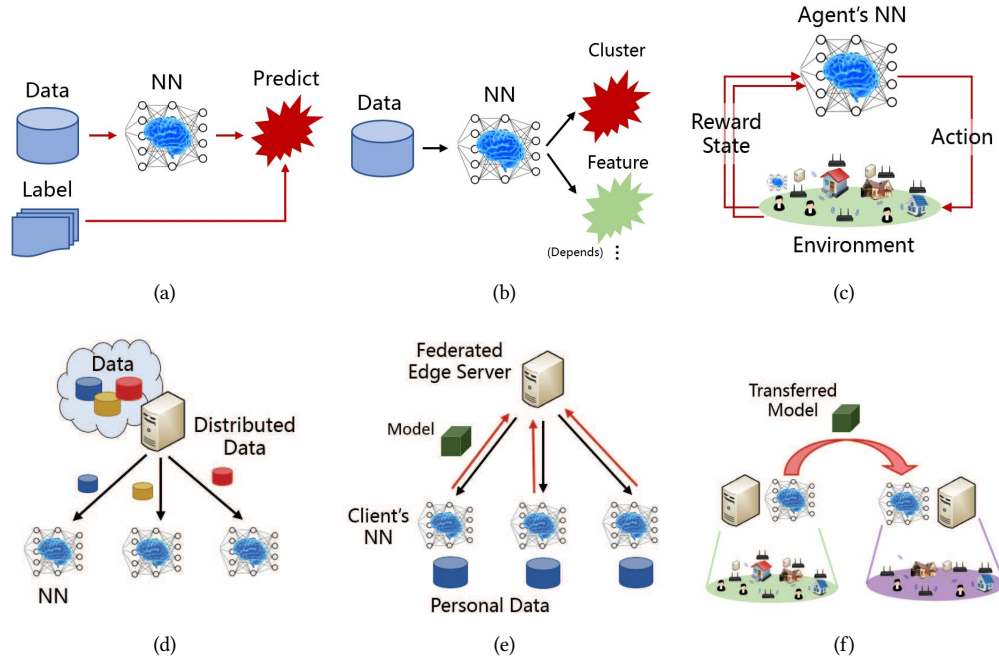 Data
NN
Predict
Label
(a)
Data
NN
Cluster
Feature
(Depends)
(b)
Agent's NN
Reward
State
Action
Environment
(c)
Data
Distributed
Data
NN
(d)
Federated
Edge Server
Model
Client's
NN
Personal Data
(e)
Transferred
Model
(f)